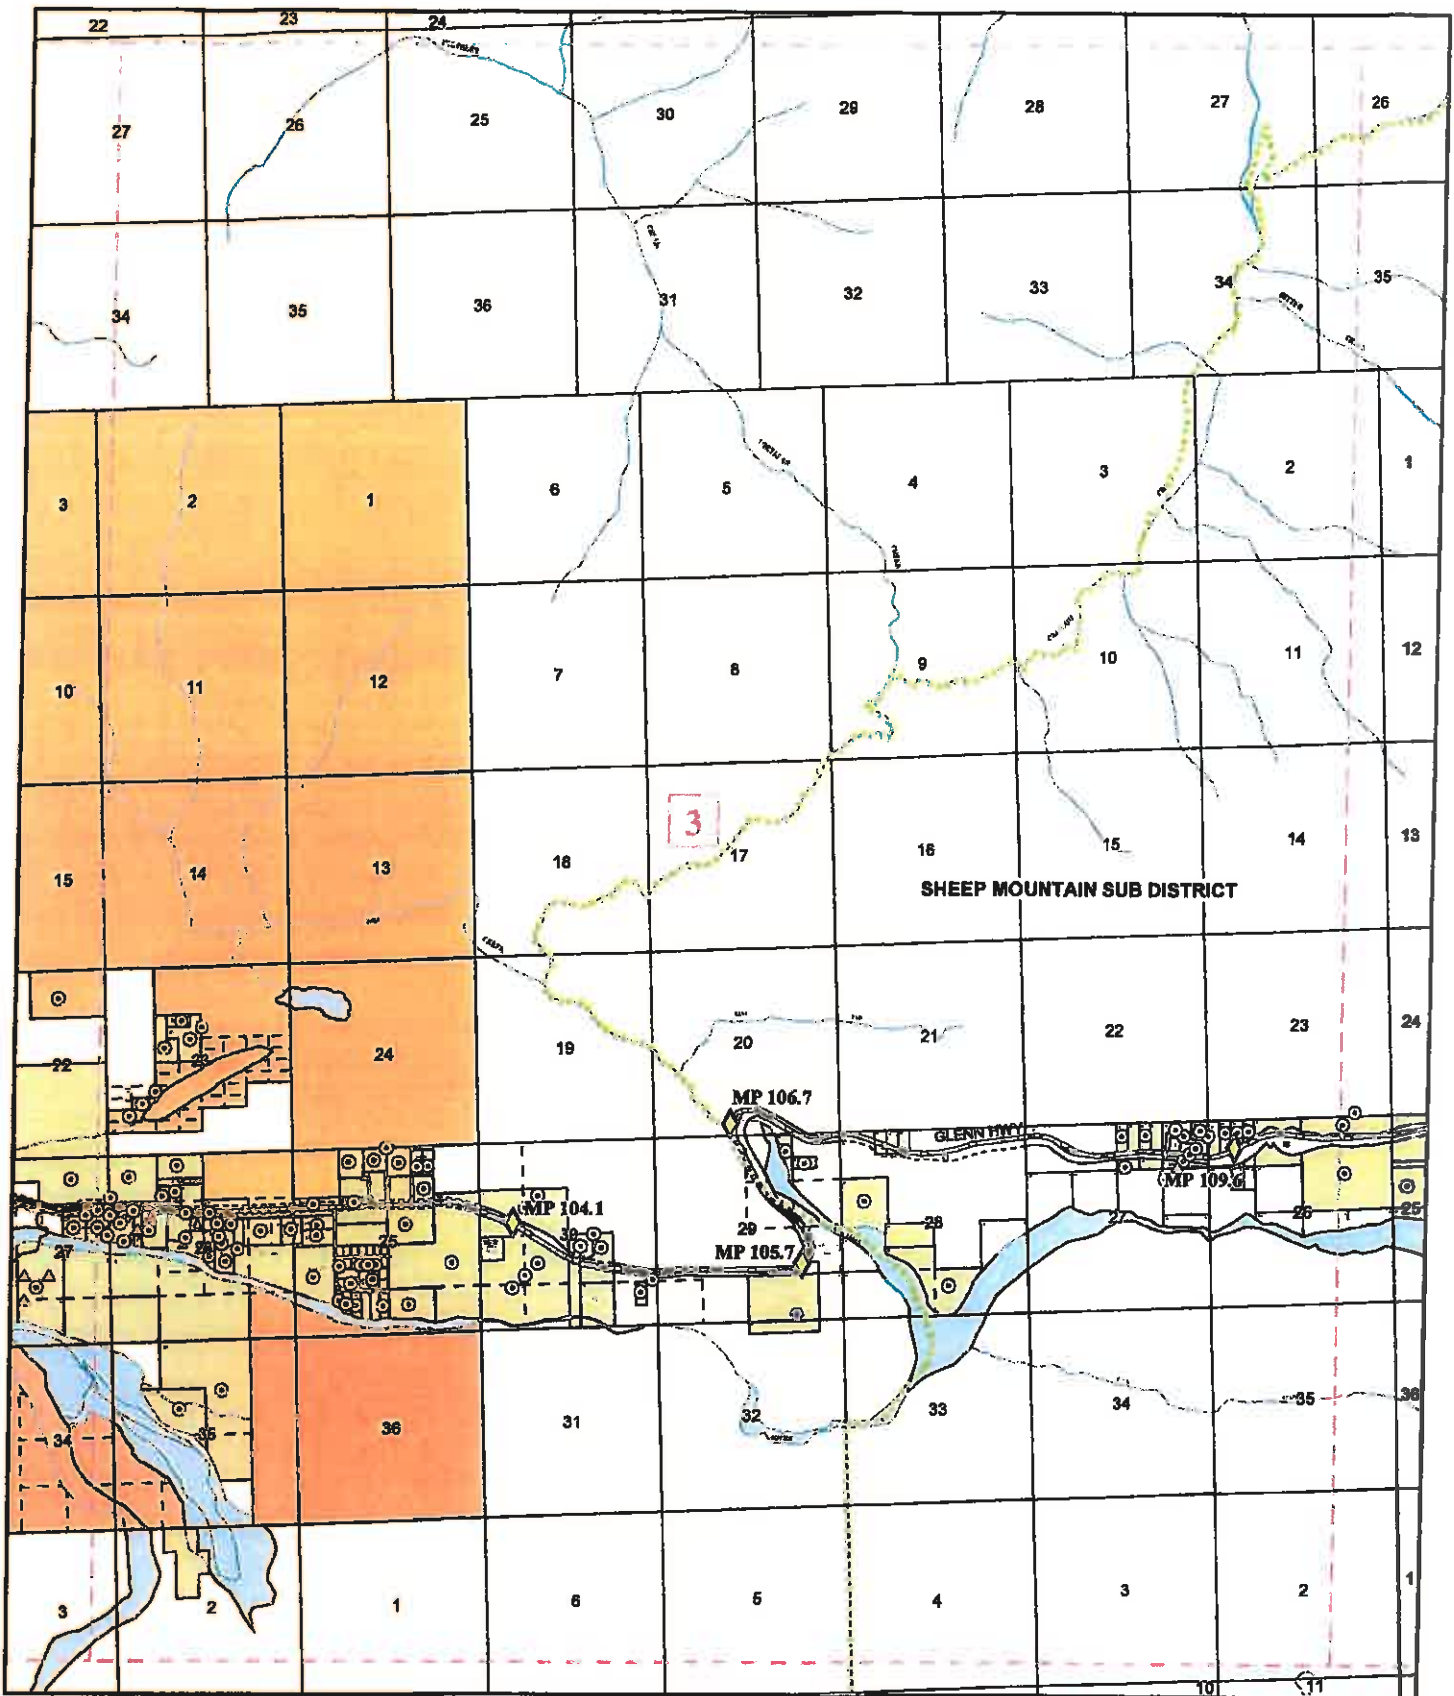 22 23 24
27 26 25 30 29 28 27 26
34 35 36 31 32 33 34 35
3 2 1 6 5 4 3 2 1
10 11 12 7 8 9 10 11 12
3
15 14 13 18 17 16 15 14 13
SHEEP MOUNTAIN SUB DISTRICT
22 23 24 19 20 21 22 23 24
MP 106.7
GLENN HWY
MP 109.6
MP 104.1
27 26 25 30 29 28 27 26 25
MP 105.7
34 35 36 31 32 33 34 35 36
3 2 1 6 5 4 3 2 1
10 11